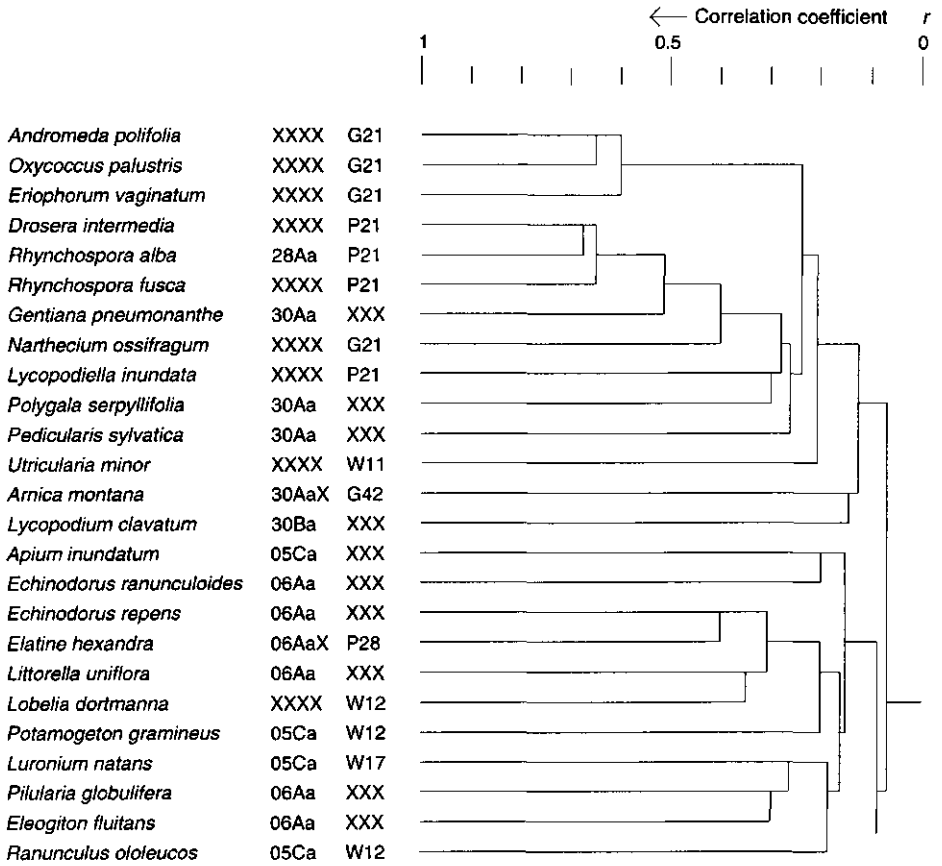 ← Correlation coefficient r
1 0.5 0
Andromeda polifolia XXXX G21
Oxycoccus palustris XXXX G21
Eriophorum vaginatum XXXX G21
Drosera intermedia XXXX P21
Rhynchospora alba 28Aa P21
Rhynchospora fusca XXXX P21
Gentiana pneumonanthe 30Aa XXX
Narthecium ossifragum XXXX G21
Lycopodiella inundata XXXX P21
Polygala serpyllifolia 30Aa XXX
Pedicularis sylvatica 30Aa XXX
Utricularia minor XXXX W11
Arnica montana 30AaX G42
Lycopodium clavatum 30Ba XXX
Apium inundatum 05Ca XXX
Echinodorus ranunculoides 06Aa XXX
Echinodorus repens 06Aa XXX
Elatine hexandra 06AaX P28
Littorella uniflora 06Aa XXX
Lobelia dortmanna XXXX W12
Potamogeton gramineus 05Ca W12
Luronium natans 05Ca W17
Pilularia globulifera 06Aa XXX
Eleogiton fluitans 06Aa XXX
Ranunculus ololeucos 05Ca W12